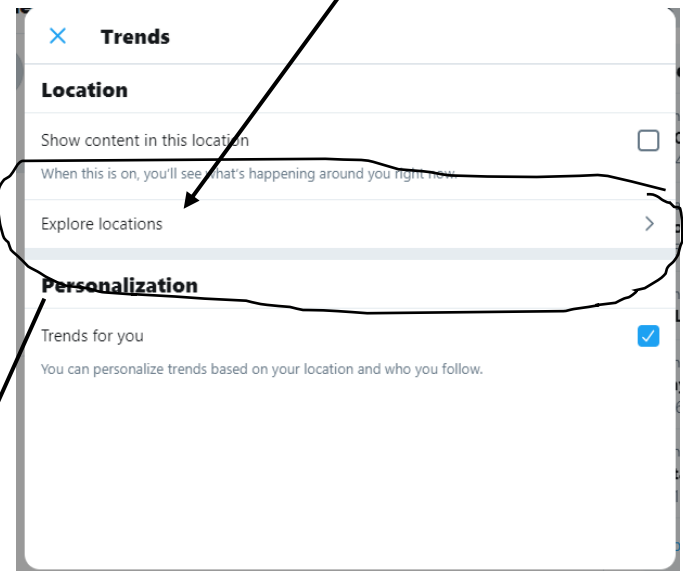 Trends
Location
Show content in this location
When this is on, you'll see what's happening around you right now.
Explore locations
Personalization
Trends for you
You can personalize trends based on your location and who you follow.